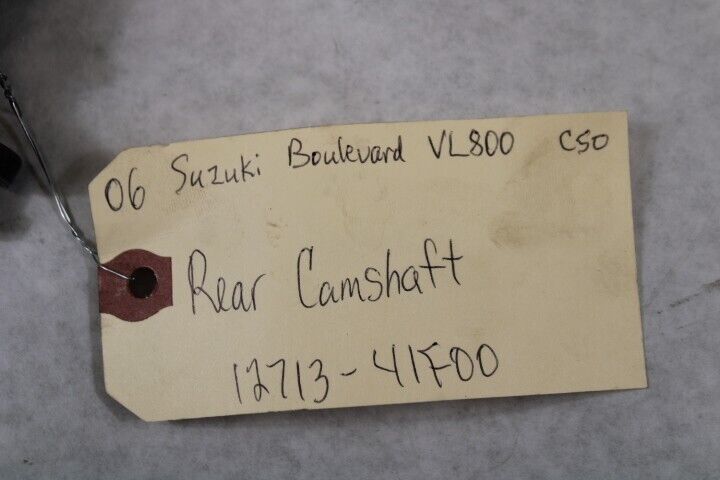 06 Suzuki Boulevard VL800 C50
Rear Camshaft
12713-41F00